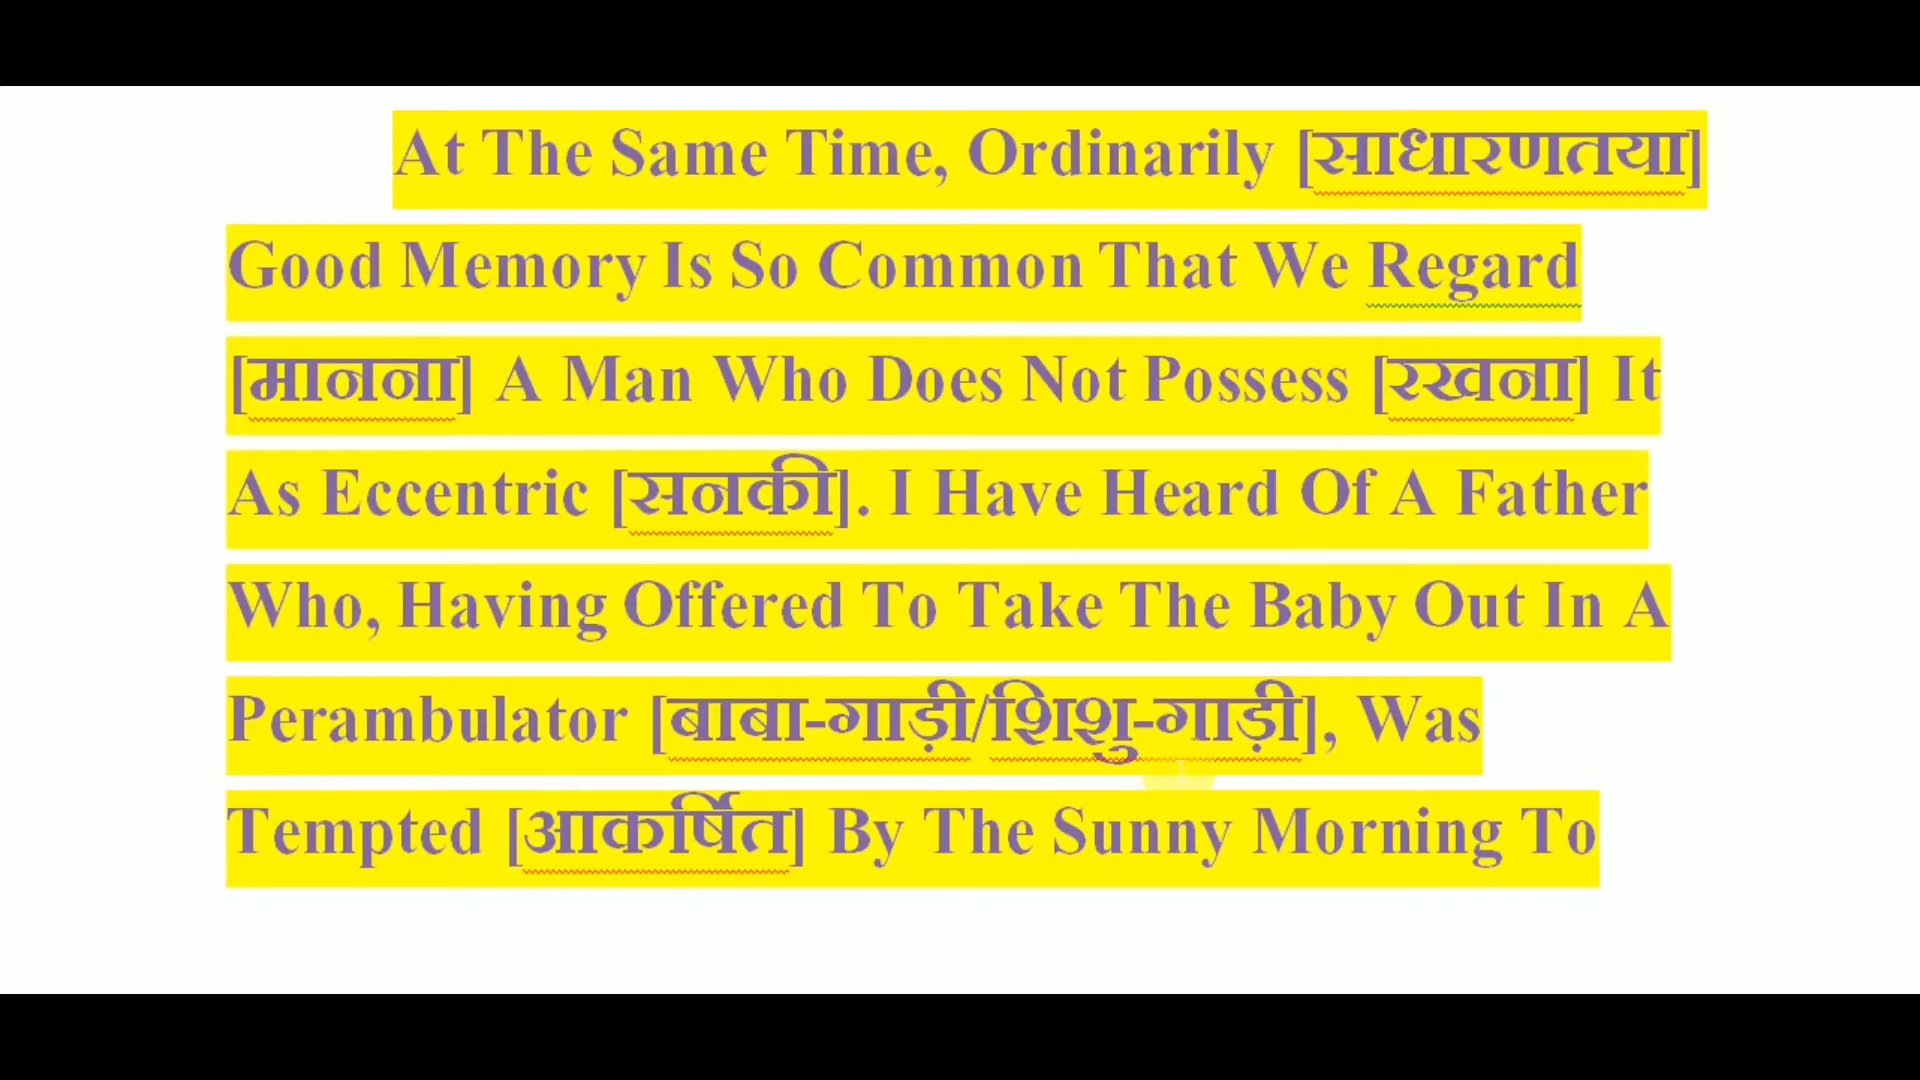 At The Same Time, Ordinarily [साधारणतया]
Good Memory Is So Common That We Regard
[मानना] A Man Who Does Not Possess [रखना] It
As Eccentric [सनकी]. I Have Heard Of A Father
Who, Having Offered To Take The Baby Out In A
Perambulator [बाबा-गाड़ी/शिशु-गाड़ी], Was
Tempted [आकर्षित] By The Sunny Morning To